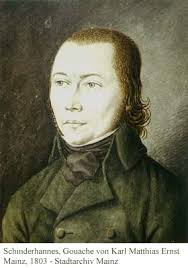 Schinderhannes, Gouache von Karl Matthias Ernst
Mainz, 1803 - Stadtarchiv Mainz